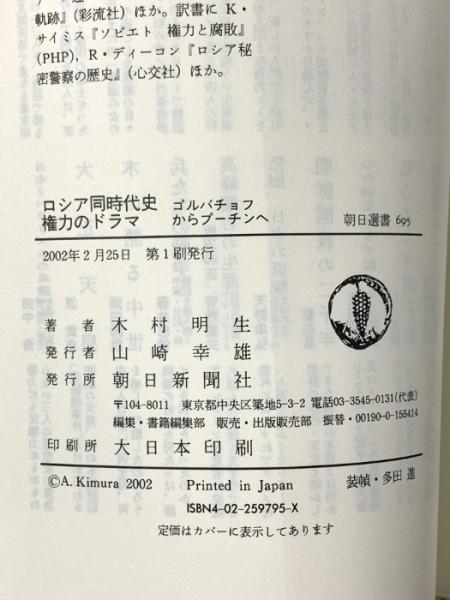 軌跡』(彩流社)ほか。訳書に K・
サイミス『ソビエト 権力と腐敗』
(PHP), R・ディーコン『ロシア秘
密警察の歴史』(心交社)ほか。
ロシア同時代史 権力のドラマ ゴルバチョフからプーチンへ 朝日選書 695
2002年2月25日 第1刷発行
著者 木村明生
発行者 山﨑幸雄
発行所 朝日新聞社
〒104-8011 東京都中央区築地5-3-2 電話03-3545-0131(代表)
編集・書籍編集部 販売・出版販売部 振替・00190-0-155414
印刷所 大日本印刷
©A. Kimura 2002 Printed in Japan 装幀・多田 進
ISBN4-02-259795-X
定価はカバーに表示してあります